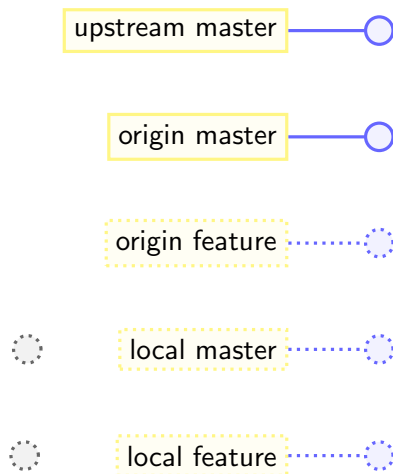 upstream master
origin master
origin feature
local master
local feature